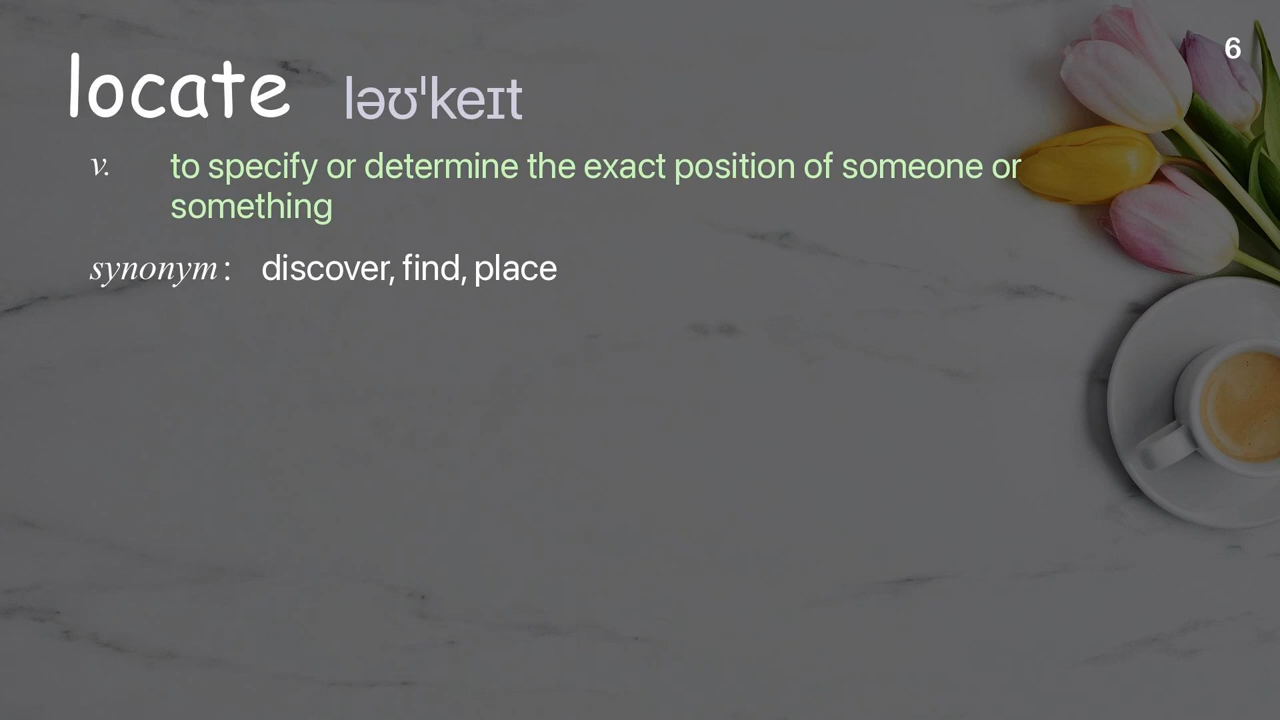 6
locate ləʊˈkeɪt
v. to specify or determine the exact position of someone or
something
synonym: discover, find, place